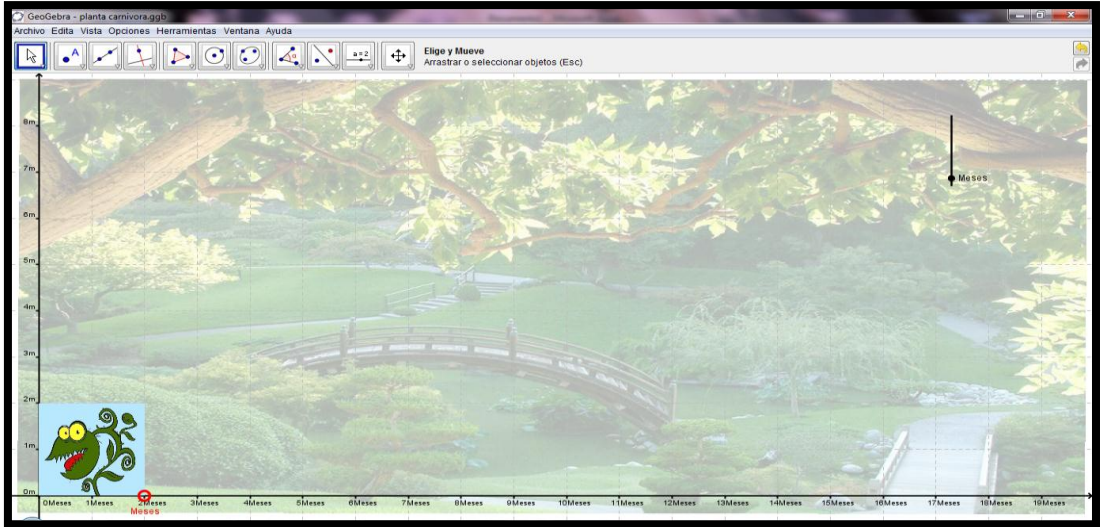 GeoGebra - planta carnivora.ggb
Archivo Edita Vista Opciones Herramientas Ventana Ayuda
A
a = 2
Elige y Mueve
Arrastrar o seleccionar objetos (Esc)
8m
7m
Meses
6m
5m
4m
3m
2m
1m
0m
0Meses 1Meses 2Meses 3Meses 4Meses 5Meses 6Meses 7Meses 8Meses 9Meses 10Meses 11Meses 12Meses 13Meses 14Meses 15Meses 16Meses 17Meses 18Meses 19Meses
Meses